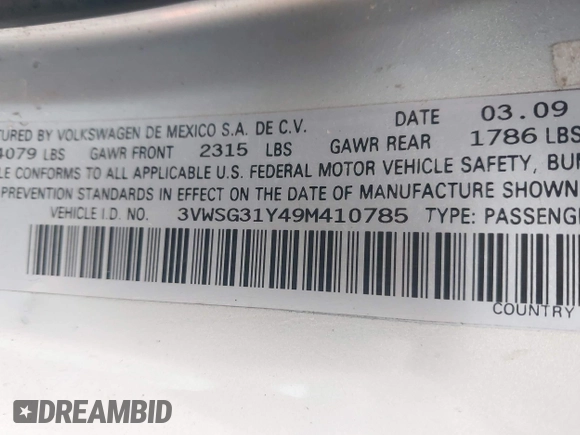 TURED BY VOLKSWAGEN DE MEXICO S.A. DE C.V. DATE 03.09
4079 LBS GAWR FRONT 2315 LBS GAWR REAR 1786 LBS
LE CONFORMS TO ALL APPLICABLE U.S. FEDERAL MOTOR VEHICLE SAFETY, BU
PREVENTION STANDARDS IN EFFECT ON THE DATE OF MANUFACTURE SHOWN
VEHICLE I.D. NO. 3VWSG31Y49M410785 TYPE: PASSENG
COUNTRY
DREAMBID